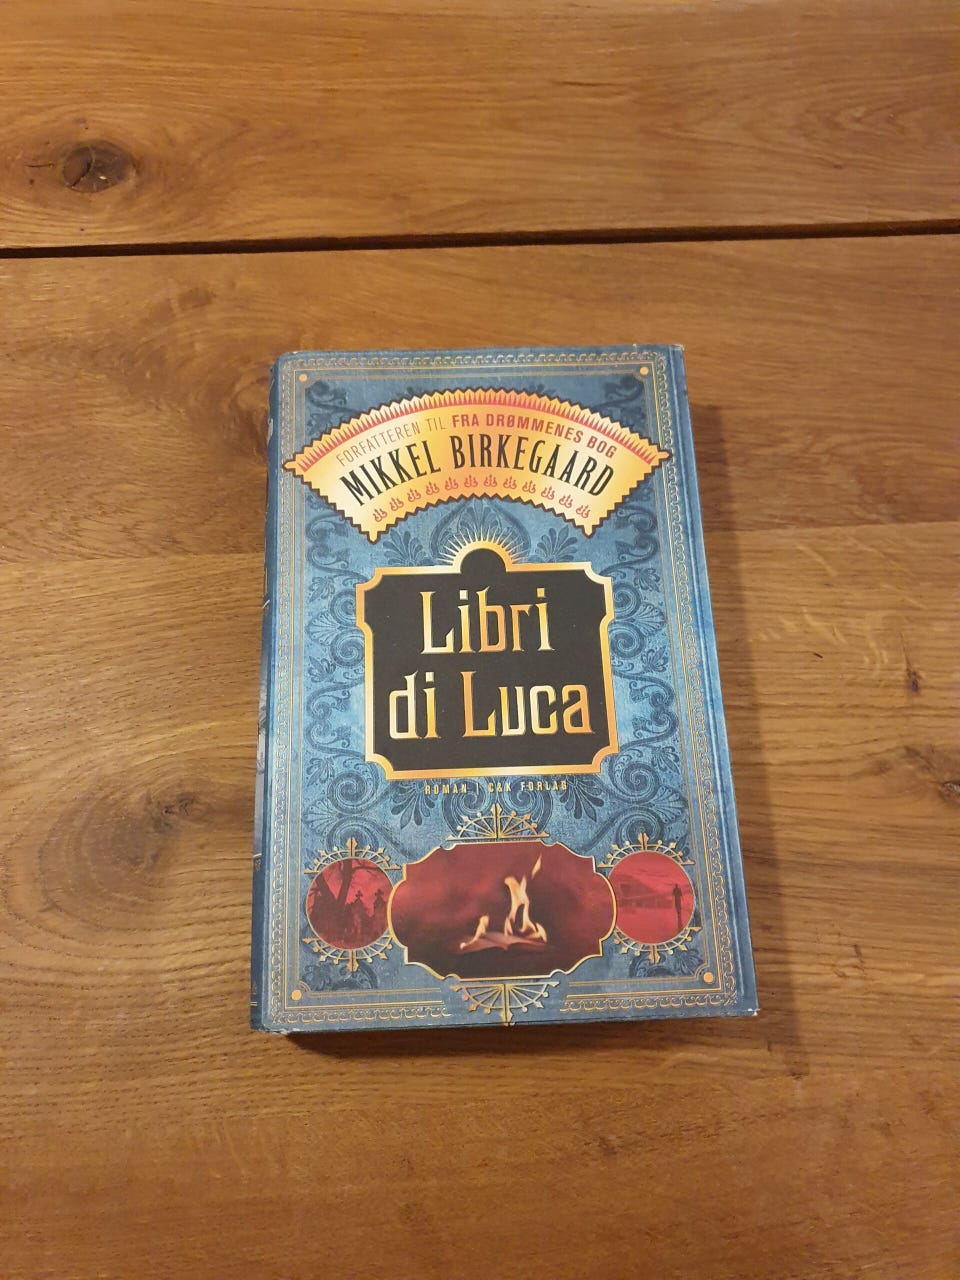 FORFATTEREN TIL FRA DRØMMENES BOG
MIKKEL BIRKEGAARD
Libri
di Luca
ROMAN | C&K FORLAG